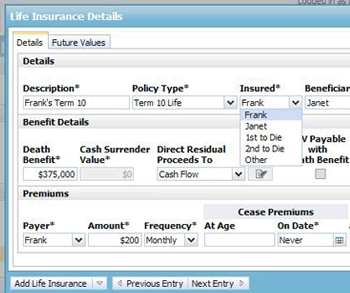 Life Insurance Details
Details Future Values
Details
Description* Policy Type* Insured* Beneficiar
Frank's Term 10 Term 10 Life Frank Janet
Frank
Janet
1st to Die
2nd to Die
Other
Benefit Details
Death Benefit* Cash Surrender Value* Direct Residual Proceeds To V Payable with ath Benefit
$375,000 $0 Cash Flow
Premiums
Cease Premiums
Payer* Amount* Frequency* At Age On Date*
Frank $200 Monthly Never
Add Life Insurance Previous Entry Next Entry